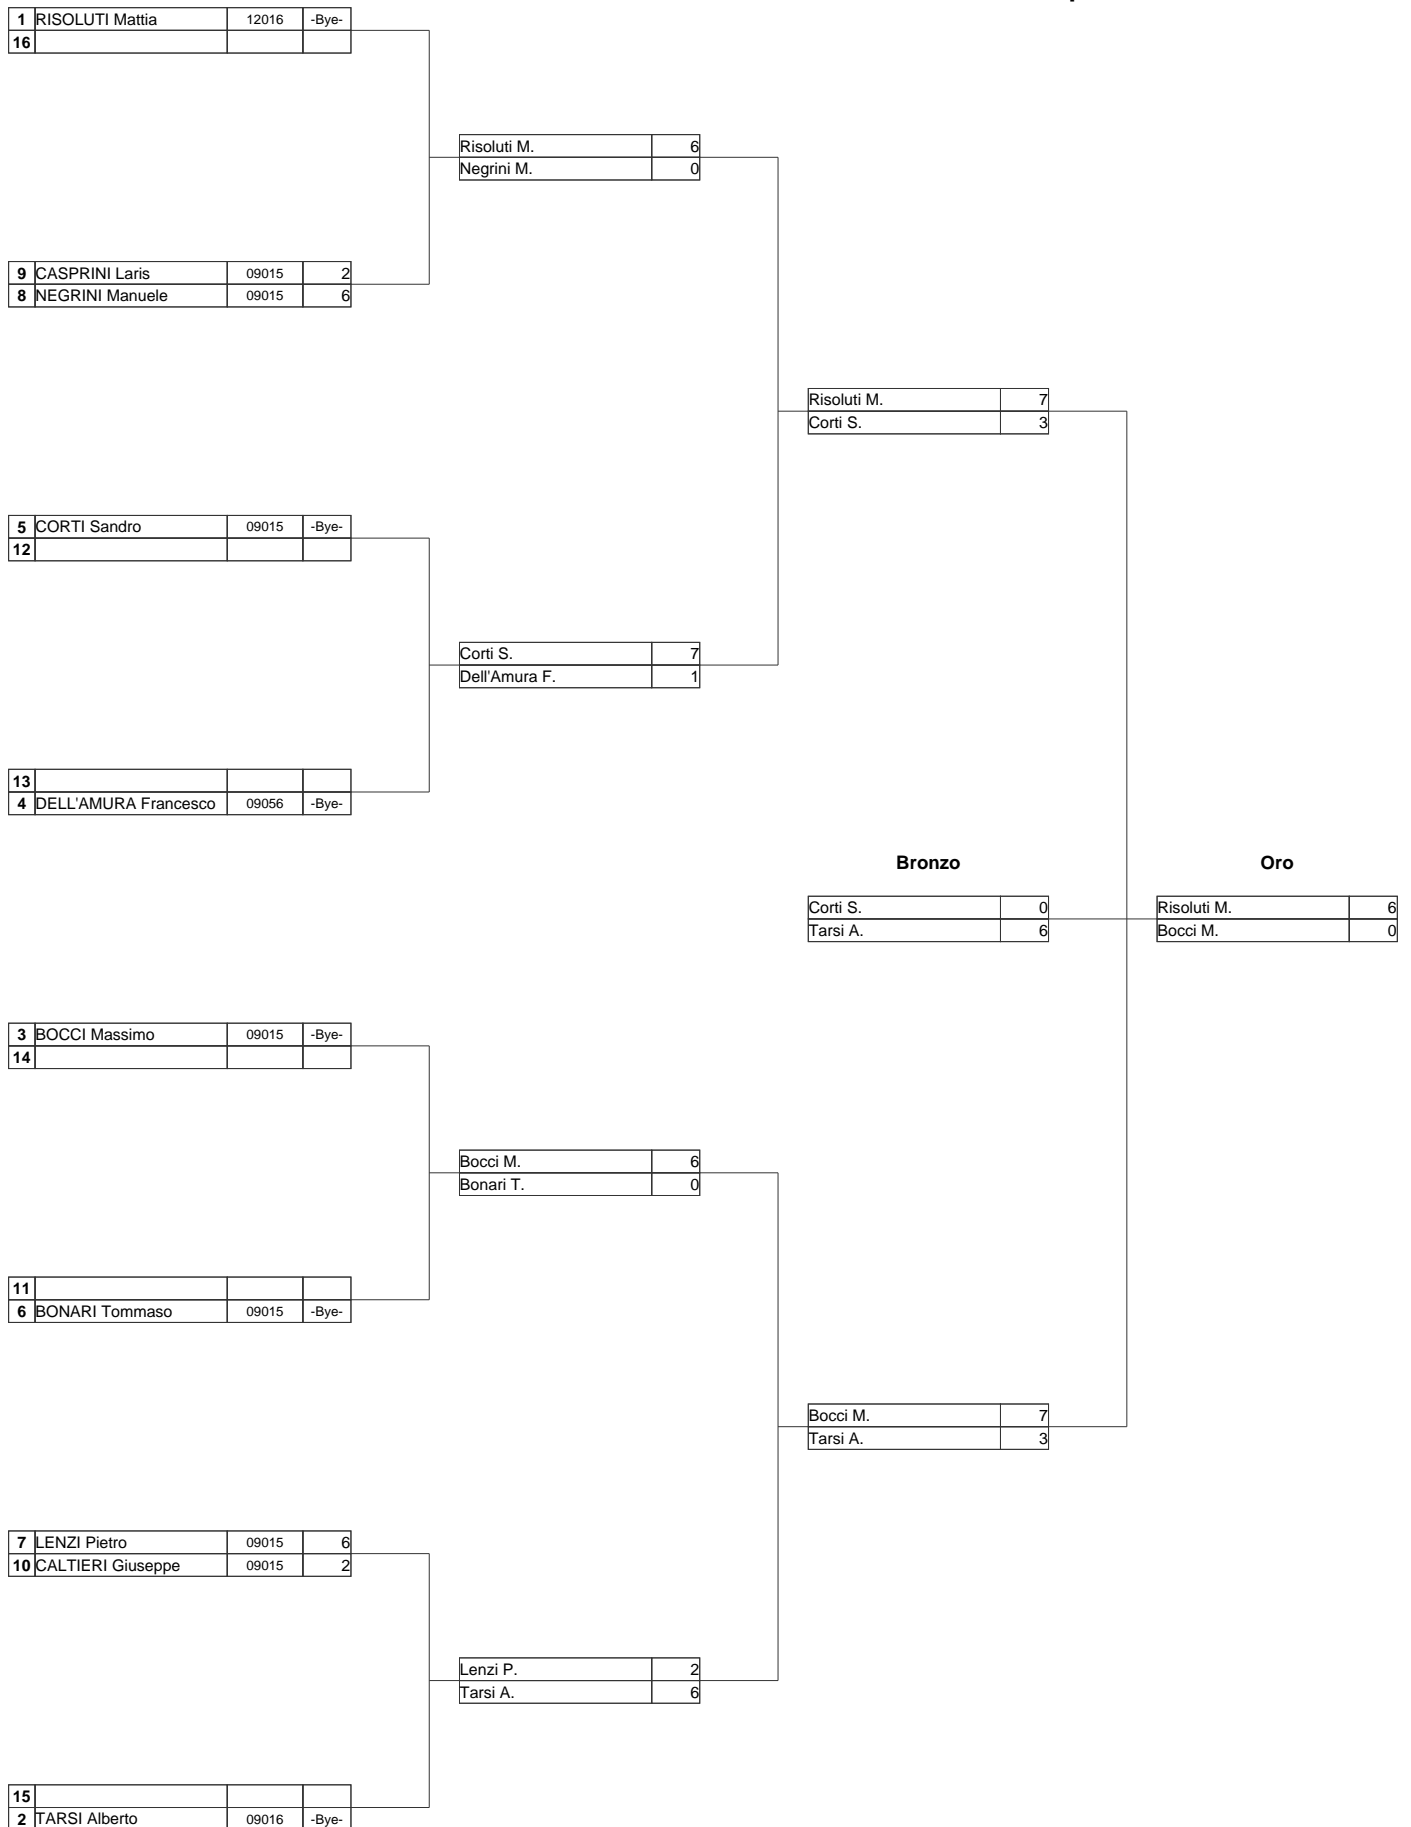 1 RISOLUTI Mattia 12016 -Bye-
16
Risoluti M. 6
Negrini M. 0
9 CASPRINI Laris 09015 2
8 NEGRINI Manuele 09015 6
Risoluti M. 7
Corti S. 3
5 CORTI Sandro 09015 -Bye-
12
Corti S. 7
Dell'Amura F. 1
13
4 DELL'AMURA Francesco 09056 -Bye-
Bronzo Oro
Corti S. 0 Risoluti M. 6
Tarsi A. 6 Bocci M. 0
3 BOCCI Massimo 09015 -Bye-
14
Bocci M. 6
Bonari T. 0
11
6 BONARI Tommaso 09015 -Bye-
Bocci M. 7
Tarsi A. 3
7 LENZI Pietro 09015 6
10 CALTIERI Giuseppe 09015 2
Lenzi P. 2
Tarsi A. 6
15
2 TARSI Alberto 09016 -Bye-